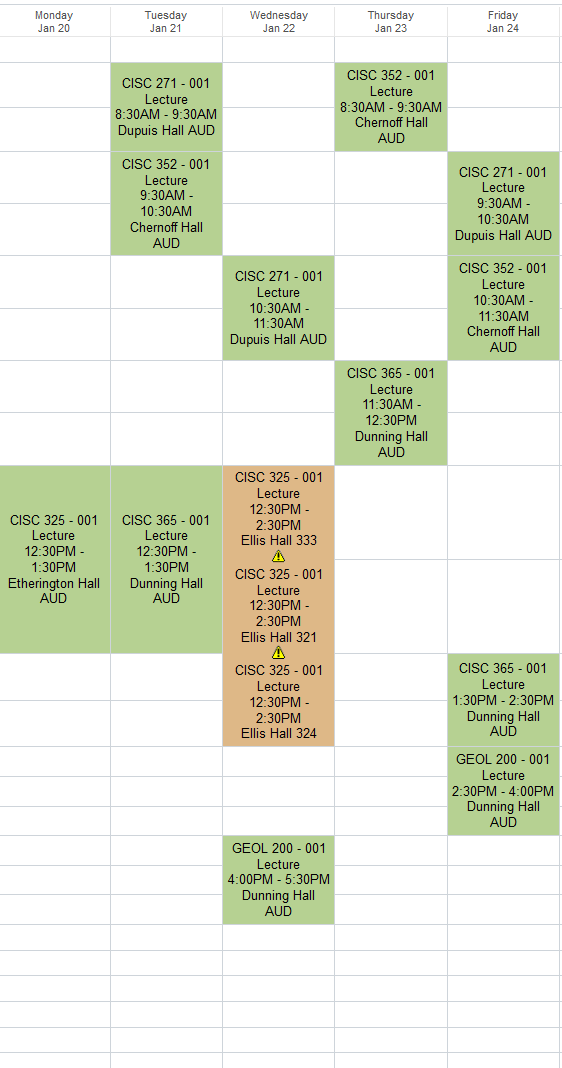 Monday
Jan 20
Tuesday
Jan 21
Wednesday
Jan 22
Thursday
Jan 23
Friday
Jan 24
CISC 325 - 001
Lecture
12:30PM -
1:30PM
Etherington Hall
AUD
CISC 271 - 001
Lecture
8:30AM - 9:30AM
Dupuis Hall AUD
CISC 352 - 001
Lecture
9:30AM -
10:30AM
Chernoff Hall
AUD
CISC 365 - 001
Lecture
12:30PM -
1:30PM
Dunning Hall
AUD
CISC 271 - 001
Lecture
10:30AM -
11:30AM
Dupuis Hall AUD
CISC 325 - 001
Lecture
12:30PM -
2:30PM
Ellis Hall 333
CISC 325 - 001
Lecture
12:30PM -
2:30PM
Ellis Hall 321
CISC 325 - 001
Lecture
12:30PM -
2:30PM
Ellis Hall 324
GEOL 200 - 001
Lecture
4:00PM - 5:30PM
Dunning Hall
AUD
CISC 352 - 001
Lecture
8:30AM - 9:30AM
Chernoff Hall
AUD
CISC 365 - 001
Lecture
11:30AM -
12:30PM
Dunning Hall
AUD
CISC 271 - 001
Lecture
9:30AM -
10:30AM
Dupuis Hall AUD
CISC 352 - 001
Lecture
10:30AM -
11:30AM
Chernoff Hall
AUD
CISC 365 - 001
Lecture
1:30PM - 2:30PM
Dunning Hall
AUD
GEOL 200 - 001
Lecture
2:30PM - 4:00PM
Dunning Hall
AUD